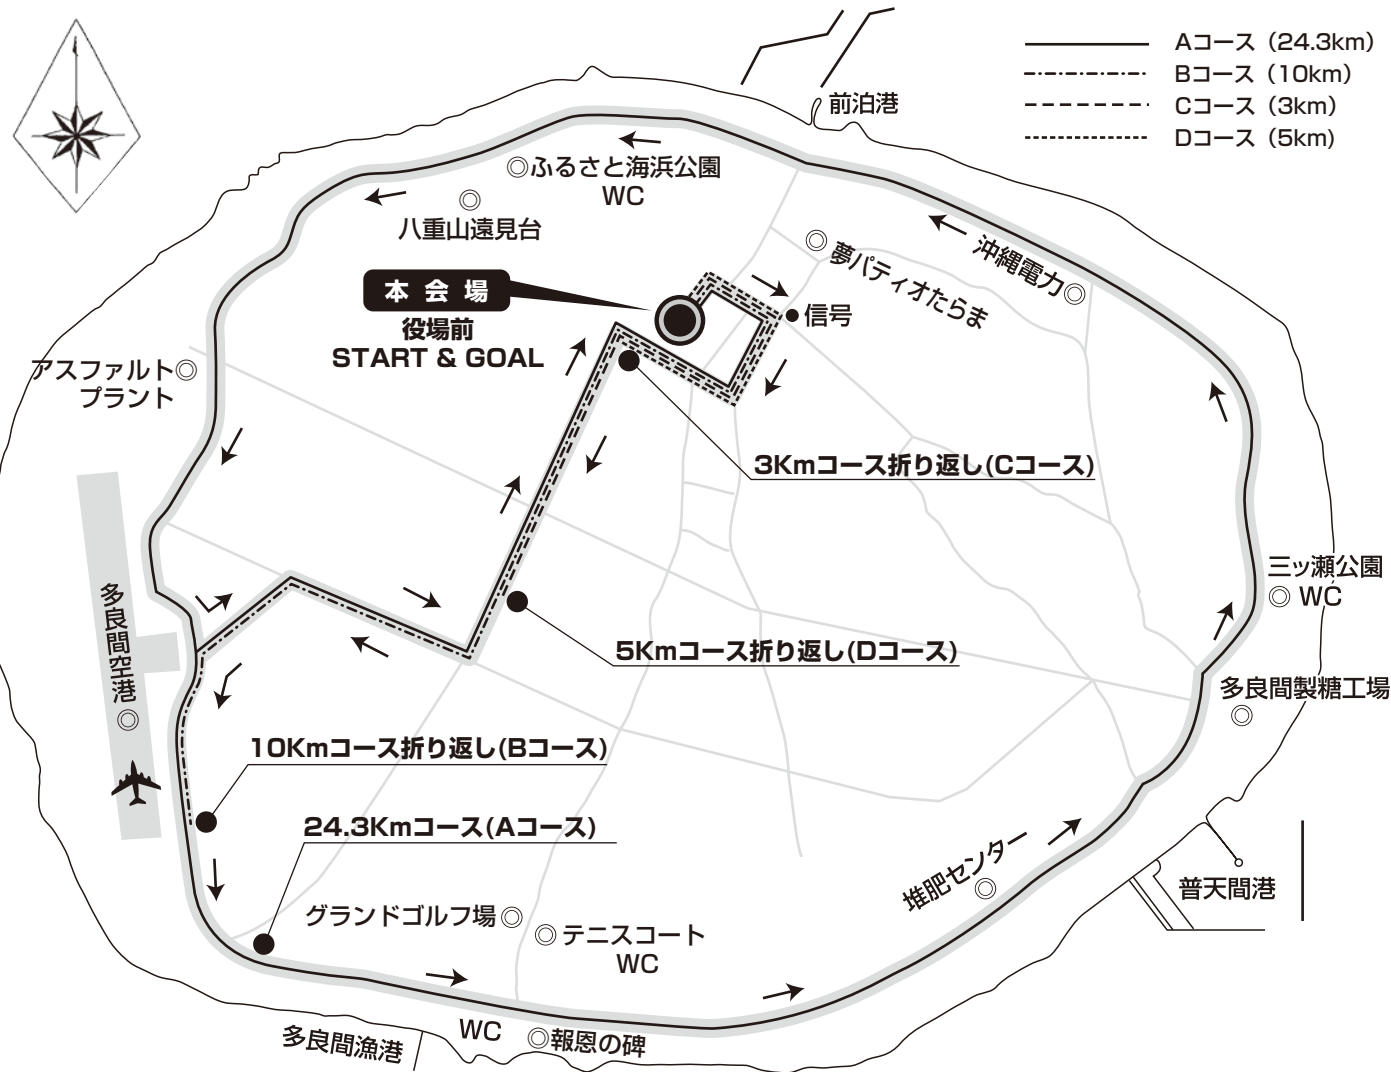 Aコース（24.3km）
Bコース（10km）
Cコース（3km）
Dコース（5km）
前泊港
ふるさと海浜公園
WC
八重山遠見台
夢パティオたらま
沖縄電力
本会場
役場前
START & GOAL
信号
アスファルト
プラント
3Kmコース折り返し(Cコース)
三ッ瀬公園
WC
多良間空港
5Kmコース折り返し(Dコース)
多良間製糖工場
10Kmコース折り返し(Bコース)
24.3Kmコース(Aコース)
堆肥センター
普天間港
グランドゴルフ場
テニスコート
WC
WC
報恩の碑
多良間漁港